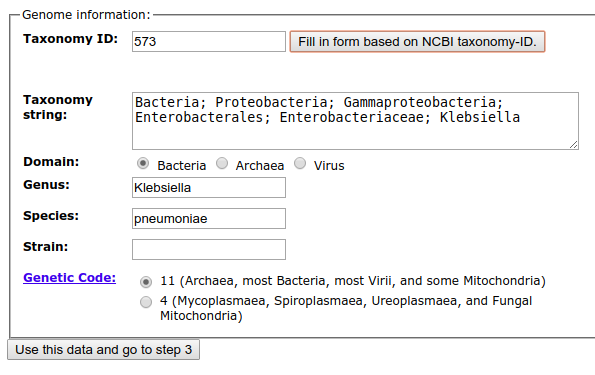 Genome information:
Taxonomy ID: 573 Fill in form based on NCBI taxonomy-ID.
Taxonomy string:
Bacteria; Proteobacteria; Gammaproteobacteria;
Enterobacterales; Enterobacteriaceae; Klebsiella
Domain: Bacteria Archaea Virus
Genus: Klebsiella
Species: pneumoniae
Strain:
Genetic Code: 11 (Archaea, most Bacteria, most Virii, and some Mitochondria)
4 (Mycoplasmaea, Spiroplasmaea, Ureoplasmaea, and Fungal
Mitochondria)
Use this data and go to step 3